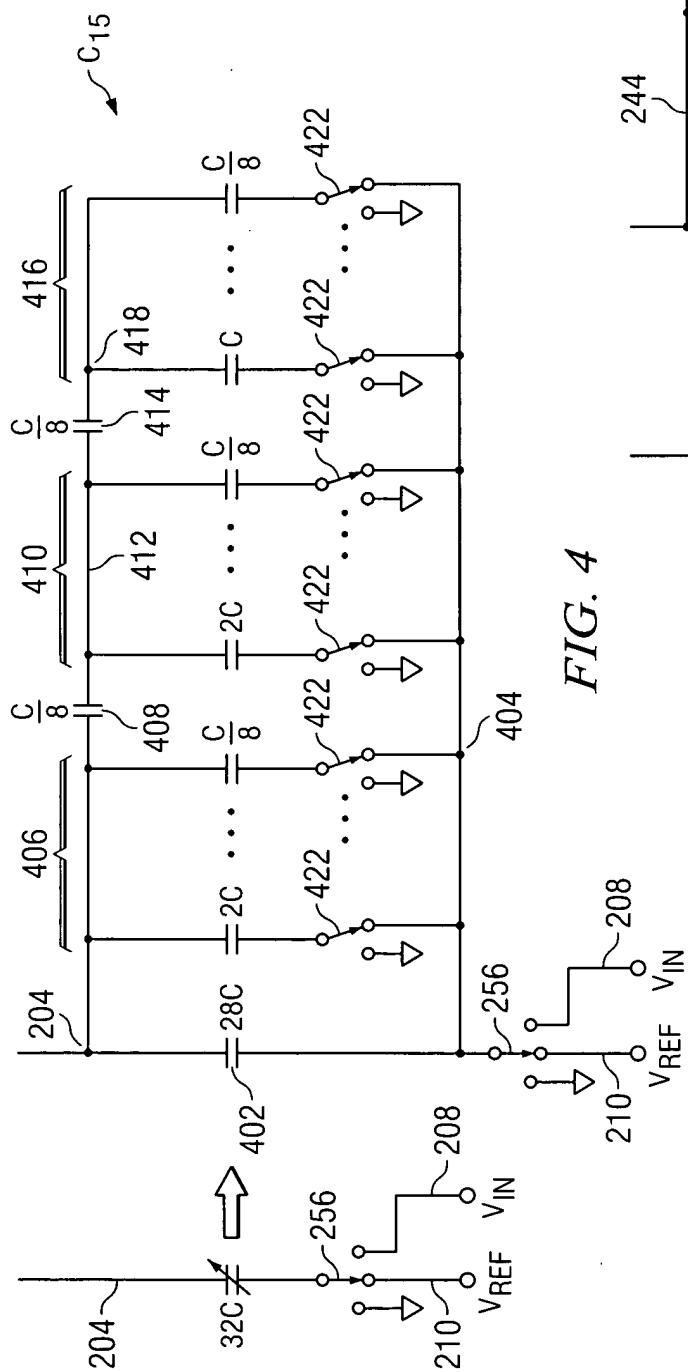 C15
406 410 416
C/8 C/8
204 408 412 414 418
204 32C 402 28C 2C C/8 2C C/8 C C/8
422 422 422 422 422 422
404
256 208 256 208
210 VREF VIN 210 VREF VIN
FIG. 4
244